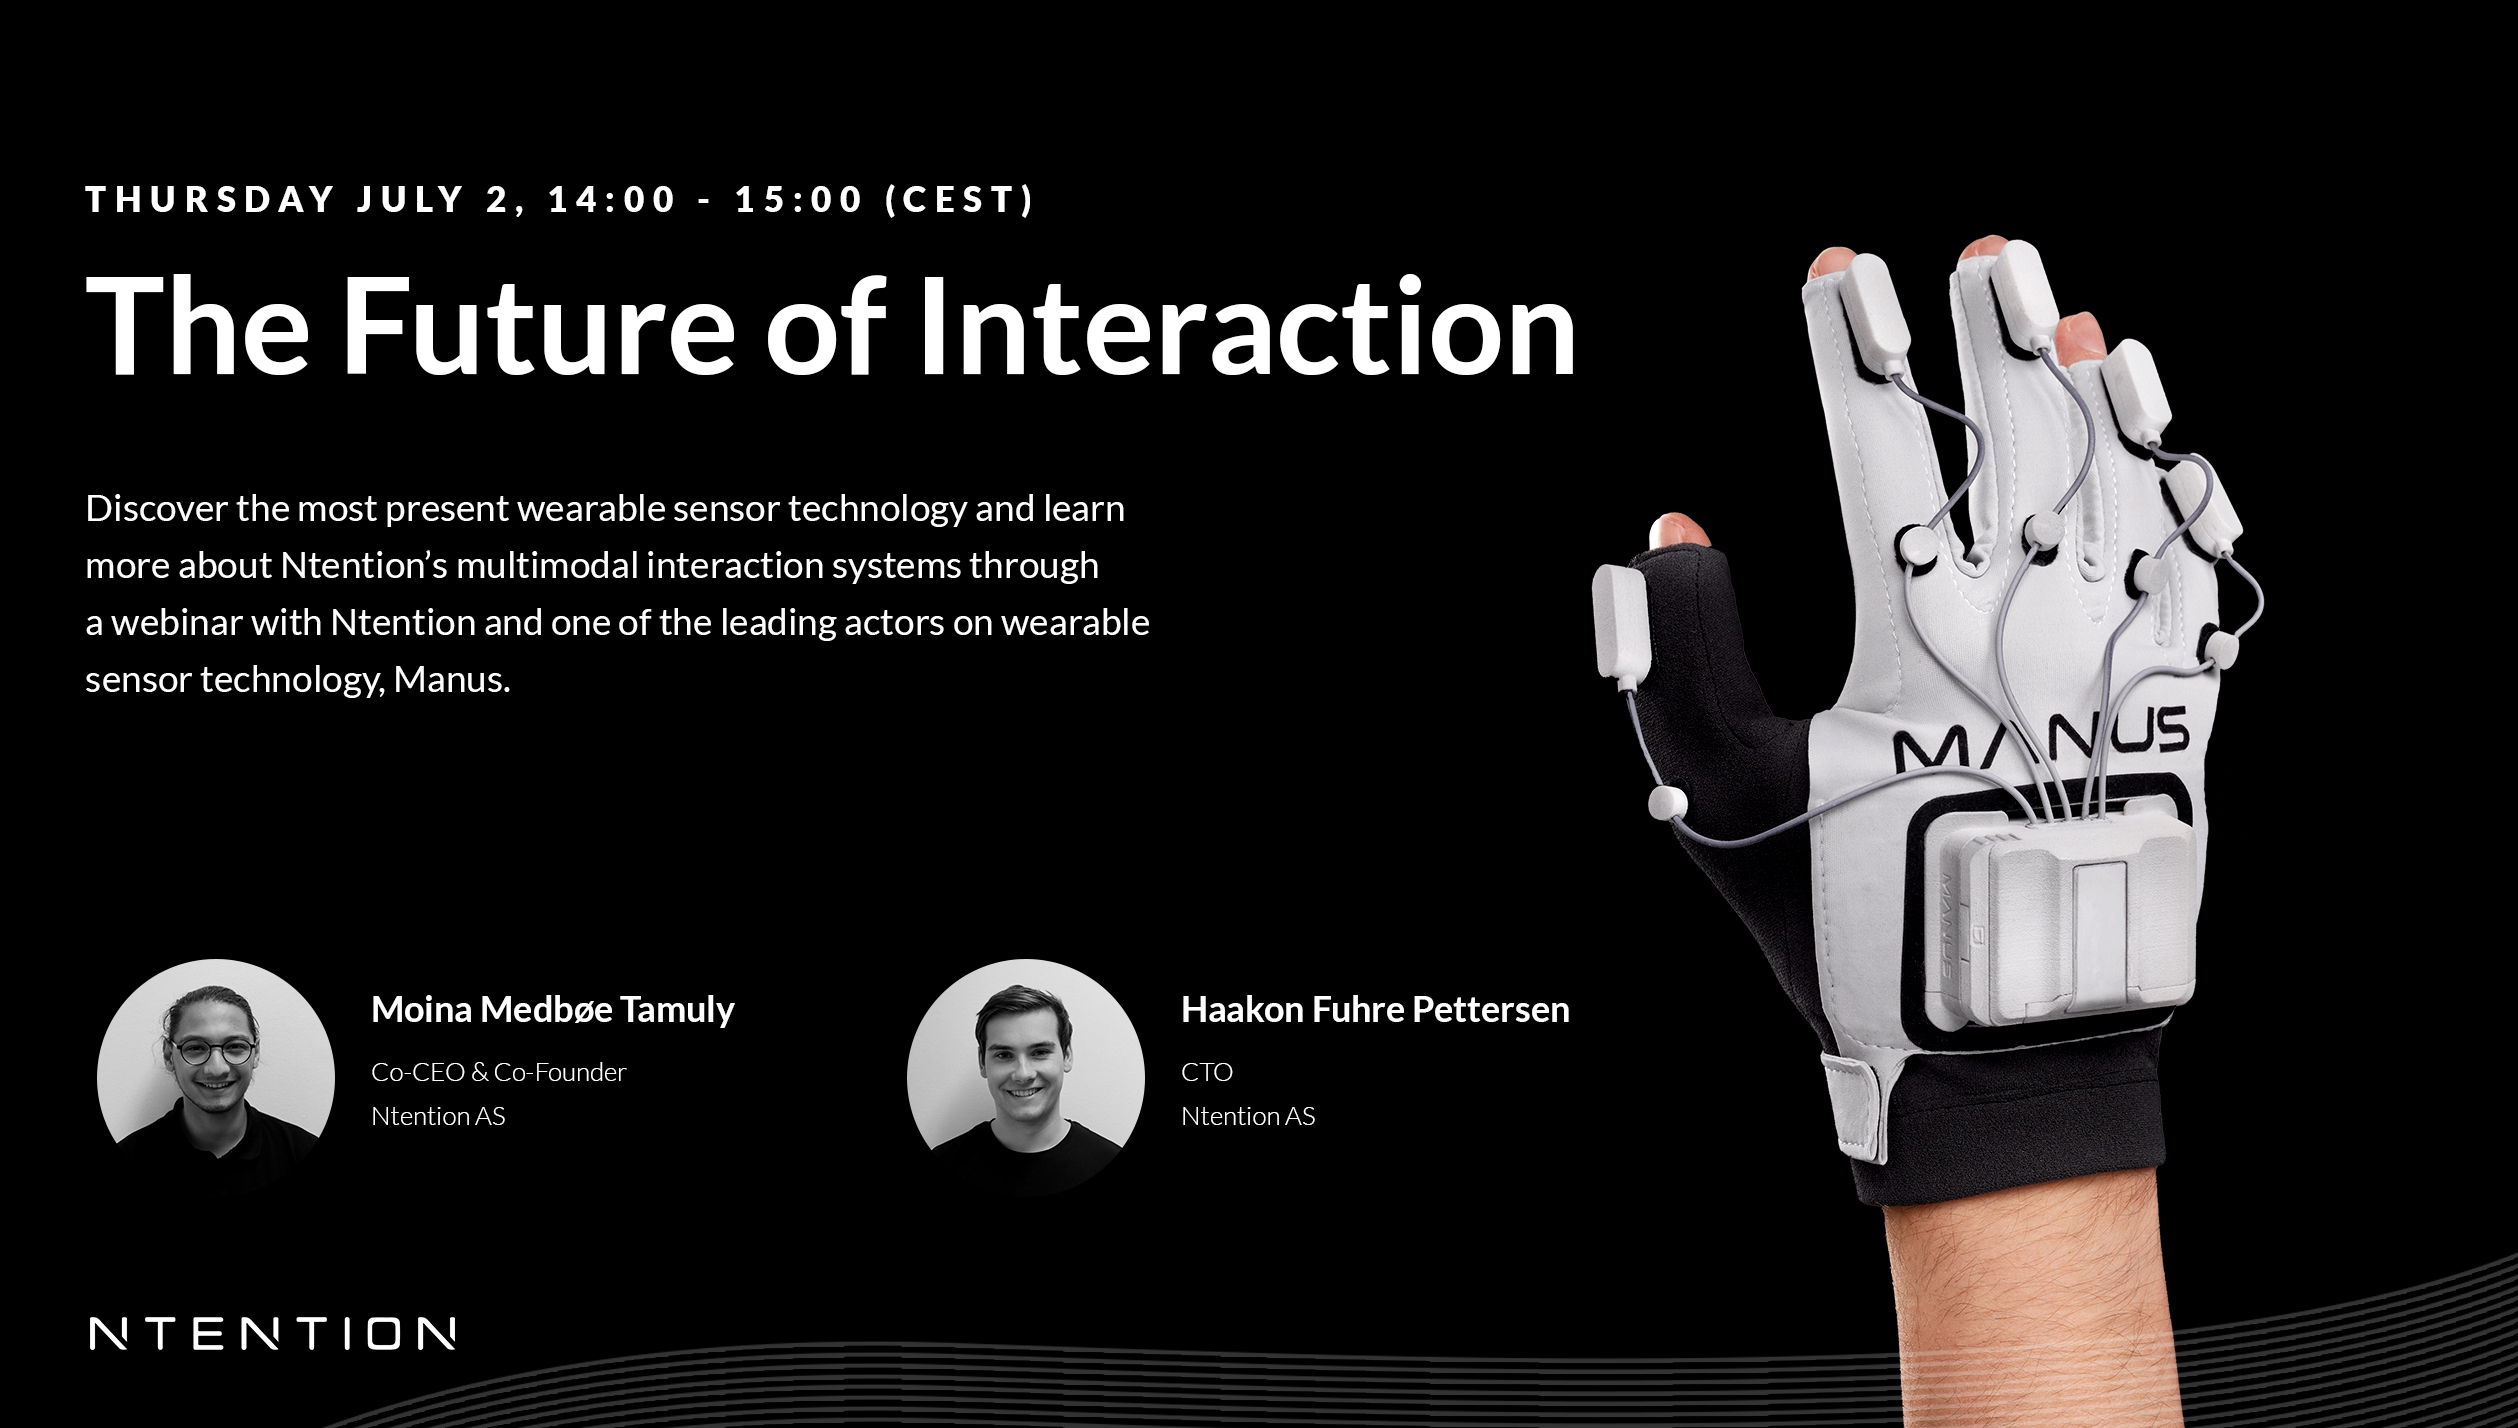 THURSDAY JULY 2, 14:00 - 15:00 (CEST)
The Future of Interaction
Discover the most present wearable sensor technology and learn
more about Ntention’s multimodal interaction systems through
a webinar with Ntention and one of the leading actors on wearable
sensor technology, Manus.
MANUS
MANUS
Moina Medbøe Tamuly
Co-CEO & Co-Founder
Ntention AS
Haakon Fuhre Pettersen
CTO
Ntention AS
NTENTION